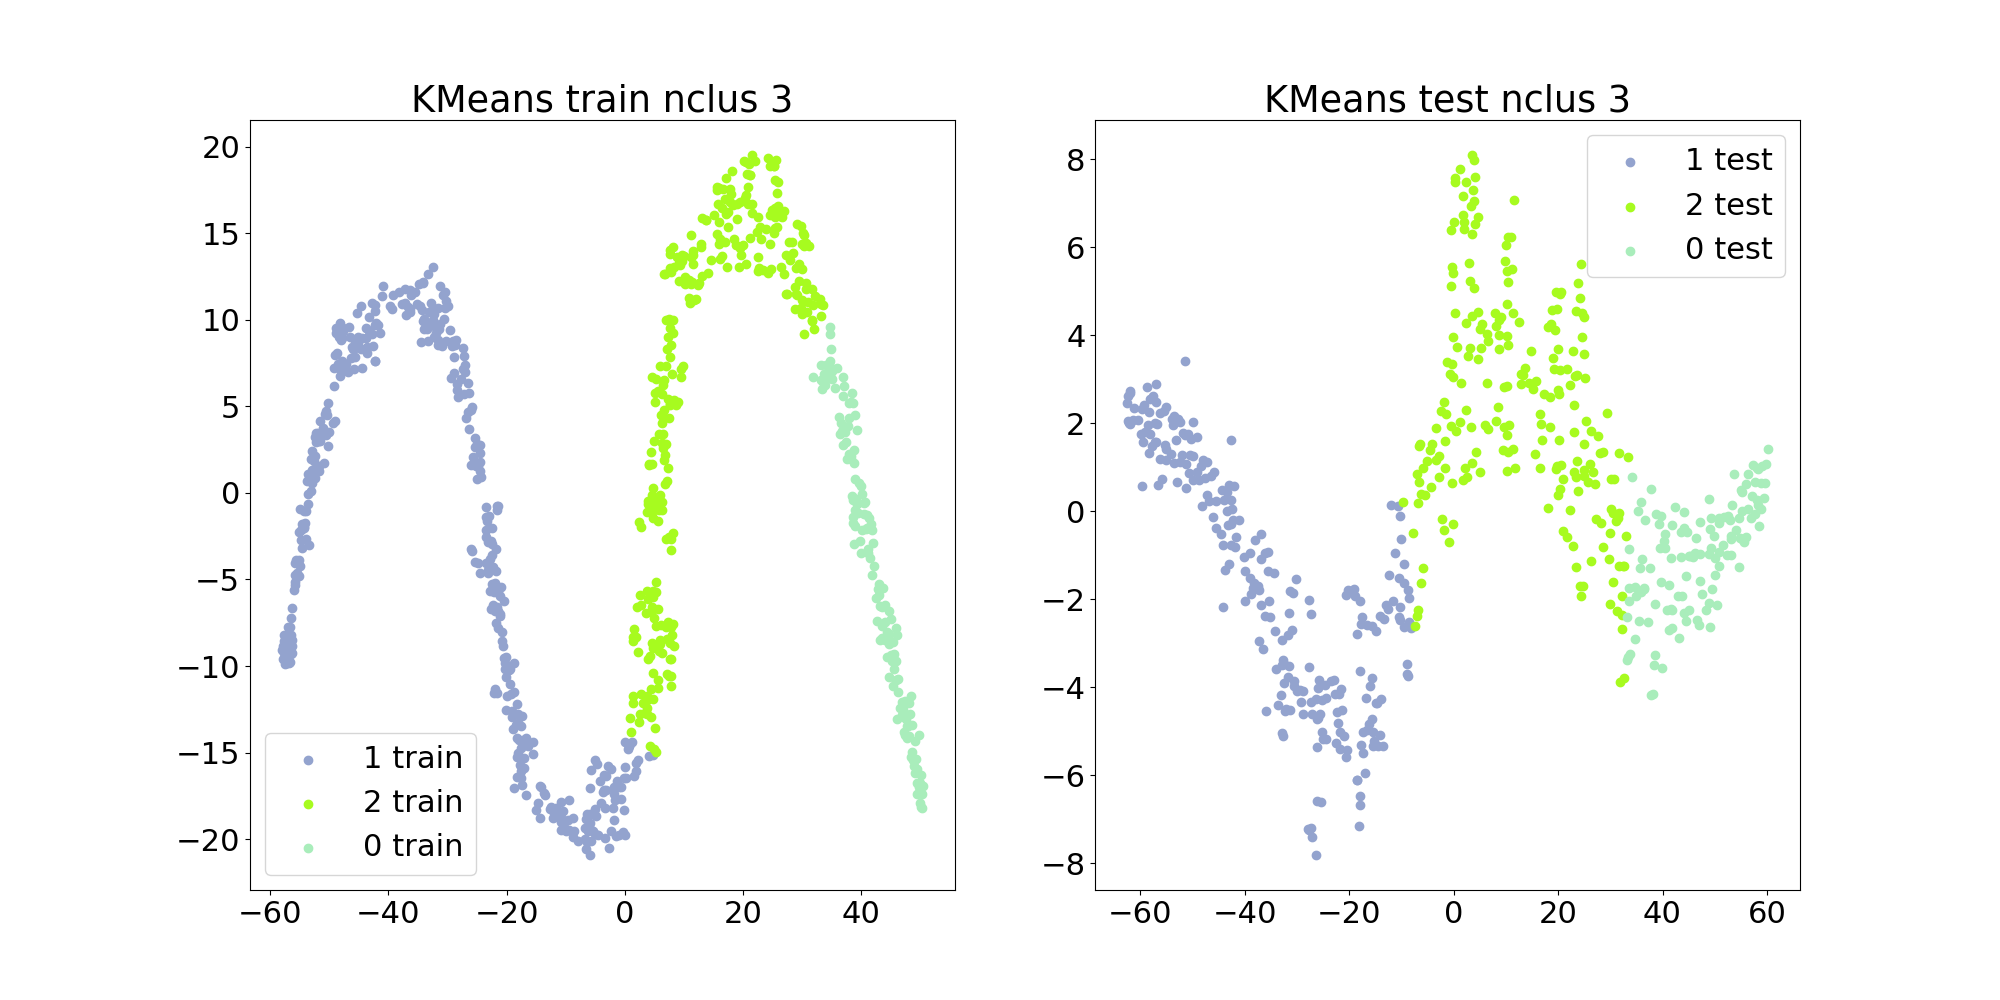 KMeans train nclus 3
20
15
10
5
0
−5
−10
−15
−20
1 train
2 train
0 train
−60 −40 −20 0 20 40
KMeans test nclus 3
8
6
4
2
0
−2
−4
−6
−8
1 test
2 test
0 test
−60 −40 −20 0 20 40 60